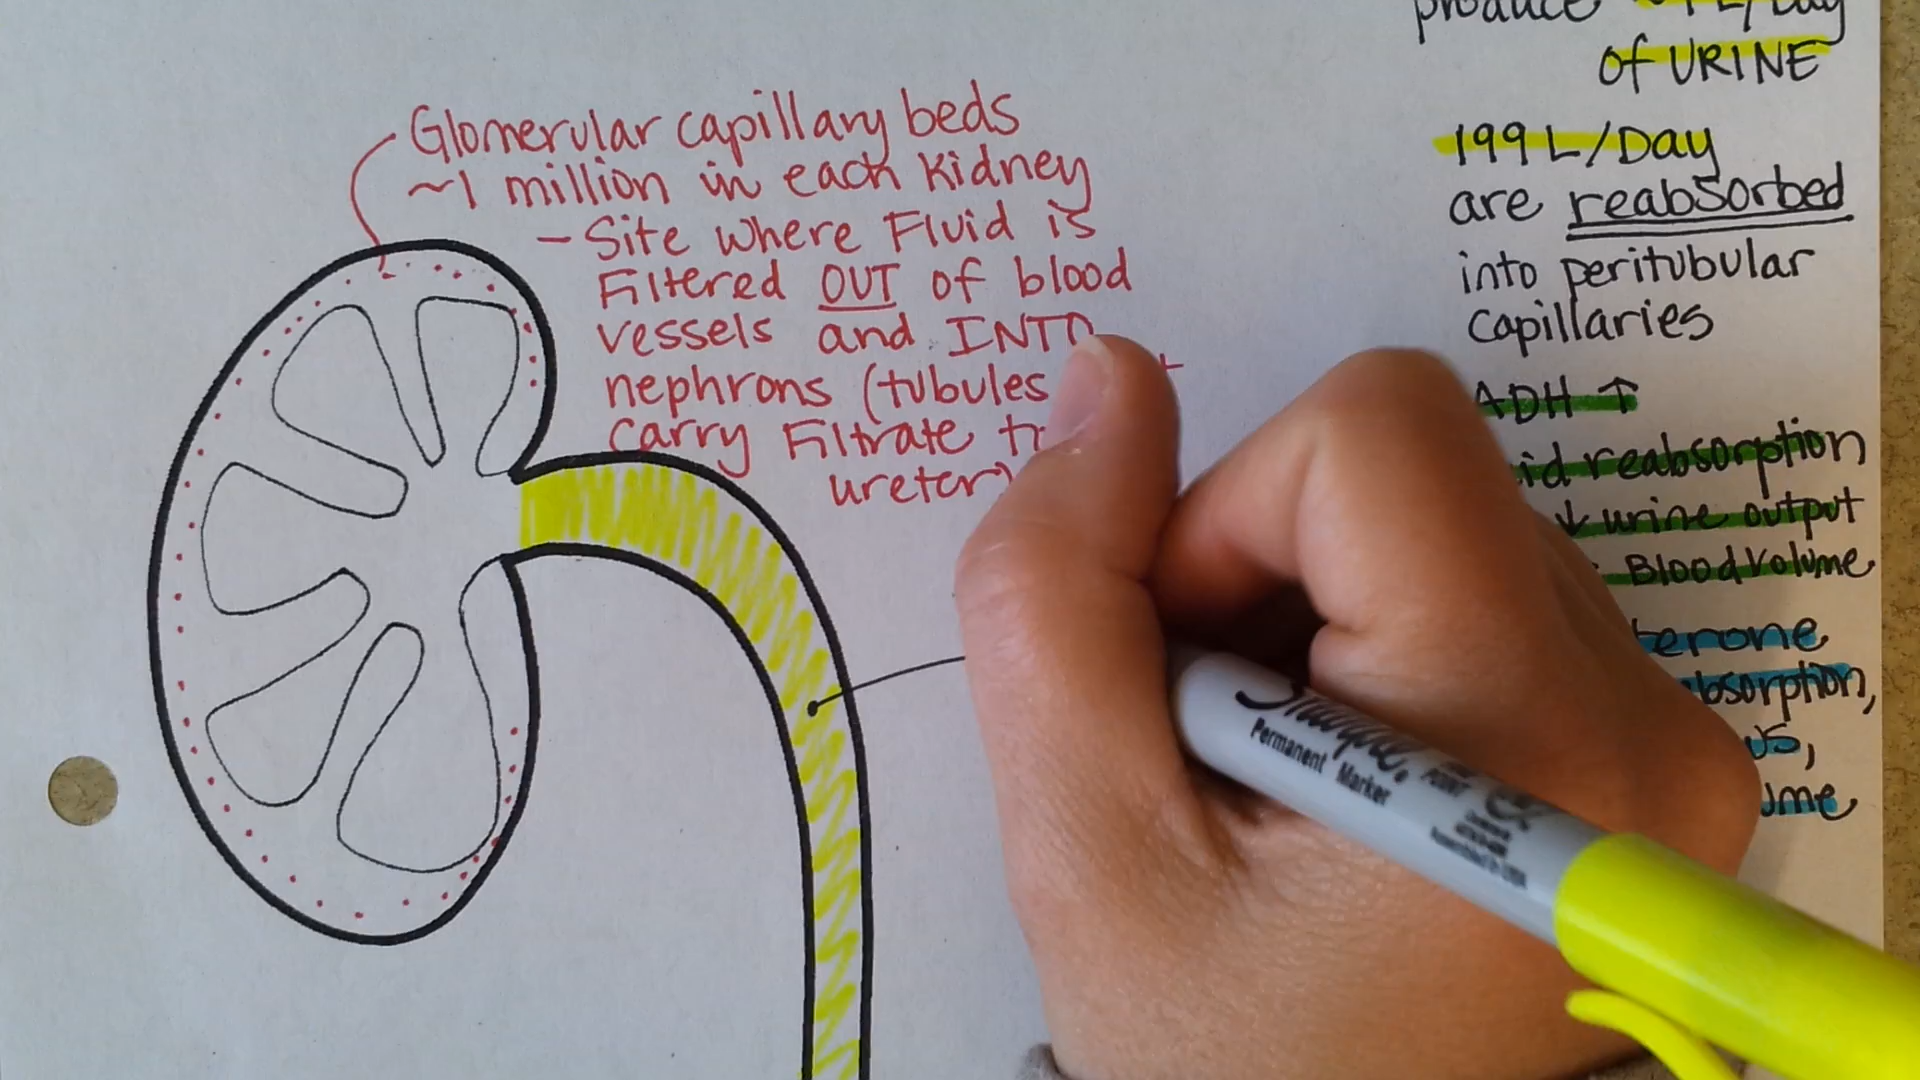 Glomerular capillary beds
~1 million in each kidney
- Site where Fluid is
Filtered OUT of blood
vessels and INTO
nephrons (tubules
carry Filtrate
ureter)
produce
of URINE
199 L/Day
are reabsorbed
into peritubular
capillaries
ADH ↑
reabsorption
↓ urine output
Blood Volume
Sharpie
Permanent Marker